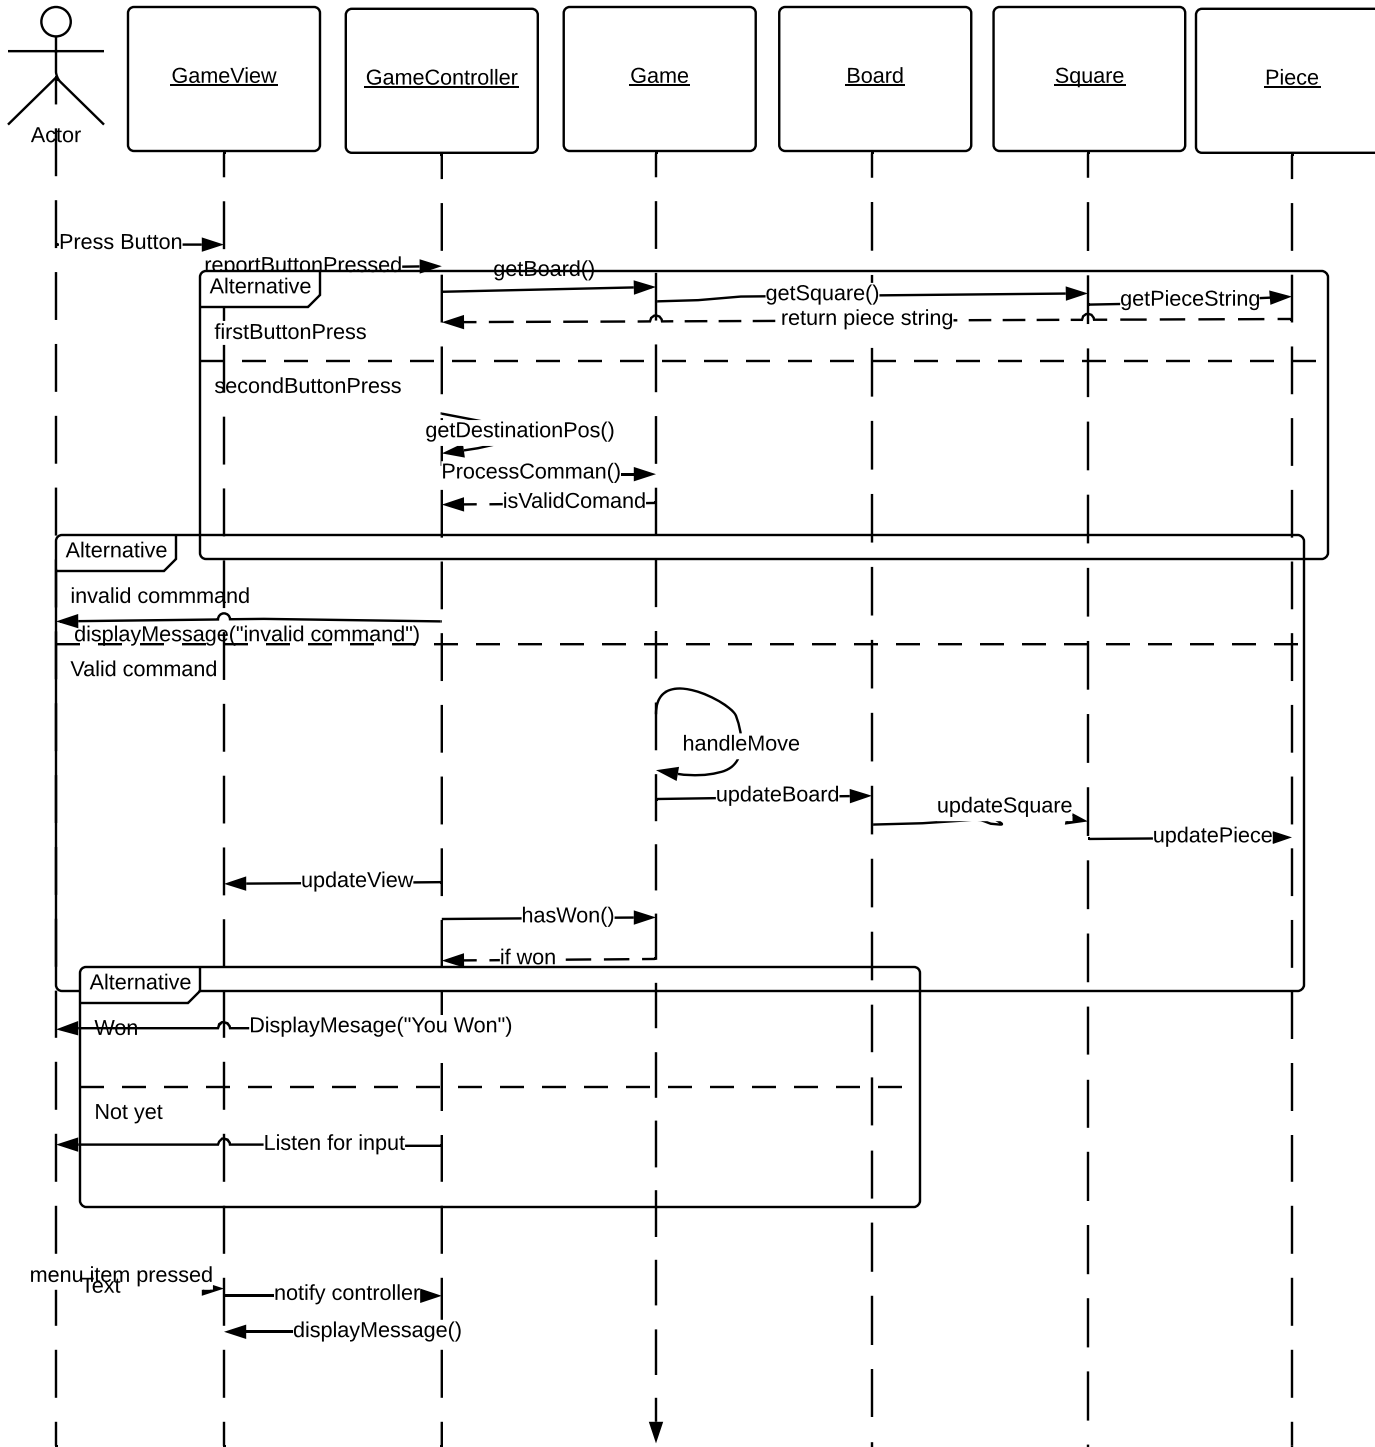 Actor
GameView
GameController
Game
Board
Square
Piece
Press Button
reportButtonPressed
getBoard()
Alternative
getSquare()
getPieceString
return piece string
firstButtonPress
secondButtonPress
getDestinationPos()
ProcessComman()
isValidComand
Alternative
invalid commmand
displayMessage("invalid command")
Valid command
handleMove
updateBoard
updateSquare
updatePiece
updateView
hasWon()
if won
Alternative
Won
DisplayMesage("You Won")
Not yet
Listen for input
menu item pressed
Text
notify controller
displayMessage()